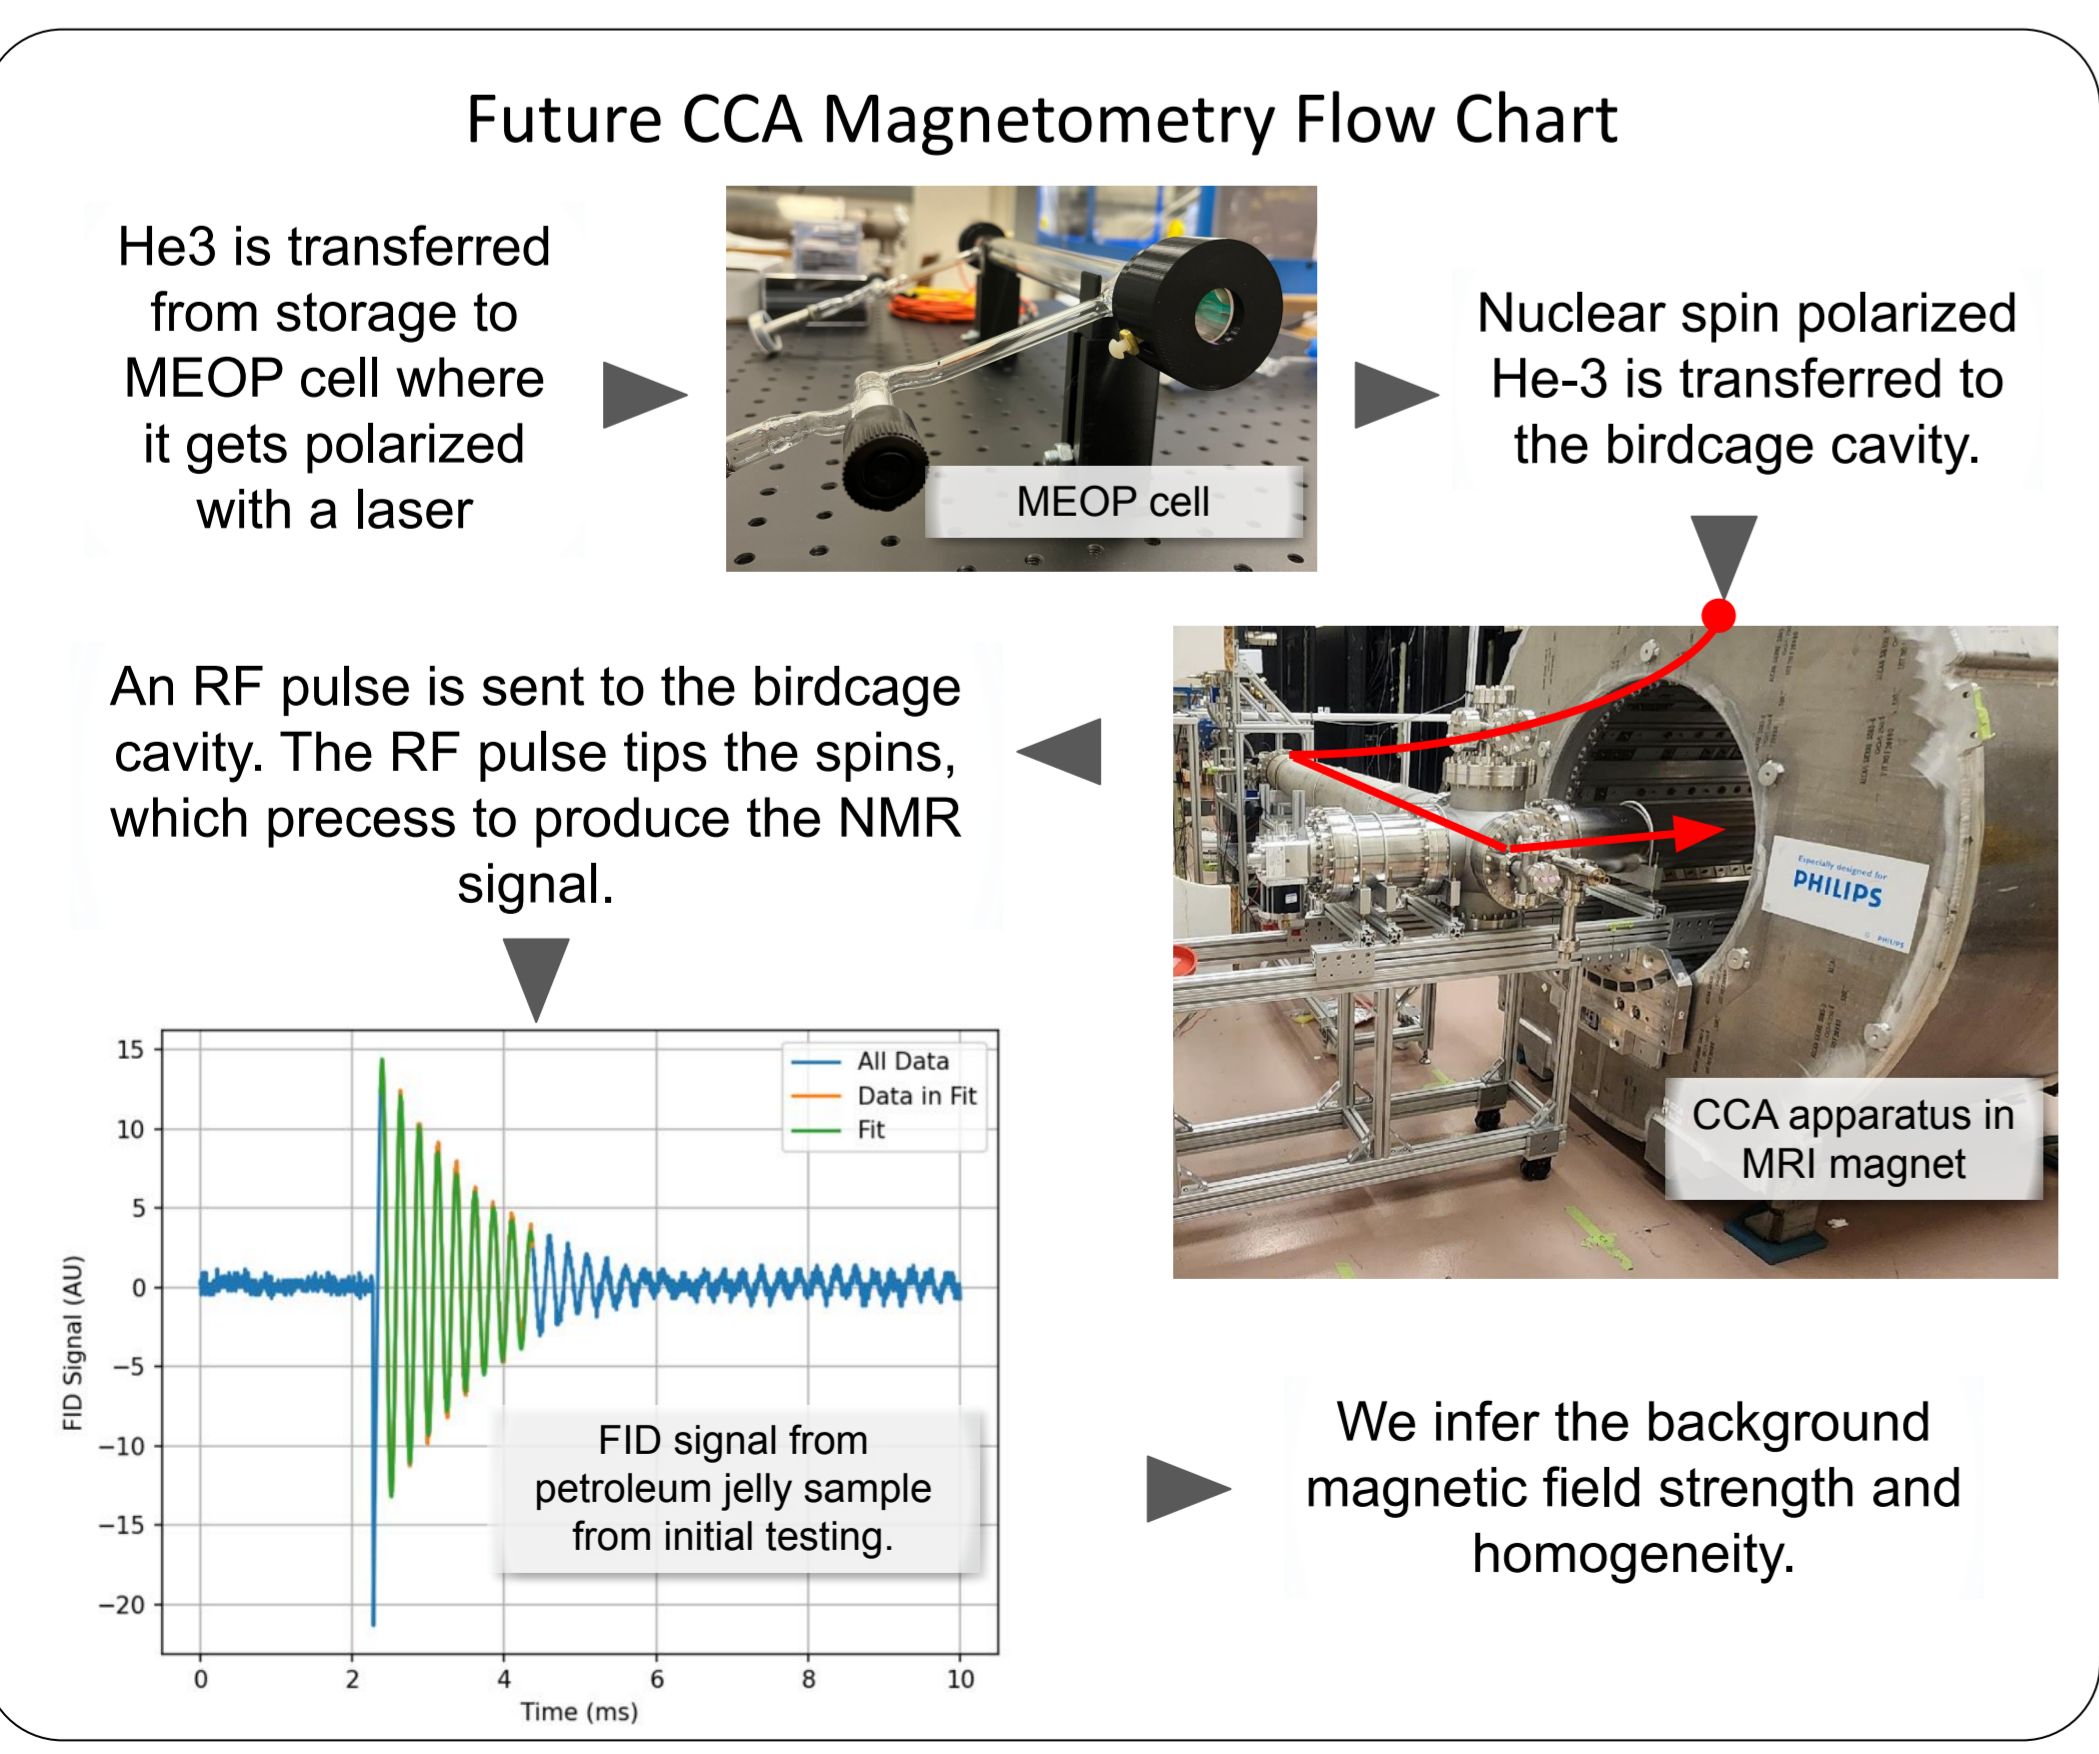 Future CCA Magnetometry Flow Chart
He3 is transferred
from storage to
MEOP cell where
it gets polarized
with a laser
MEOP cell
Nuclear spin polarized
He-3 is transferred to
the birdcage cavity.
An RF pulse is sent to the birdcage
cavity. The RF pulse tips the spins,
which precess to produce the NMR
signal.
Especially designed for
PHILIPS
PHILIPS
CCA apparatus in
MRI magnet
15
10
5
0
−5
−10
−15
−20
FID Signal (AU)
All Data
Data in Fit
Fit
FID signal from
petroleum jelly sample
from initial testing.
0 2 4 6 8 10
Time (ms)
We infer the background
magnetic field strength and
homogeneity.